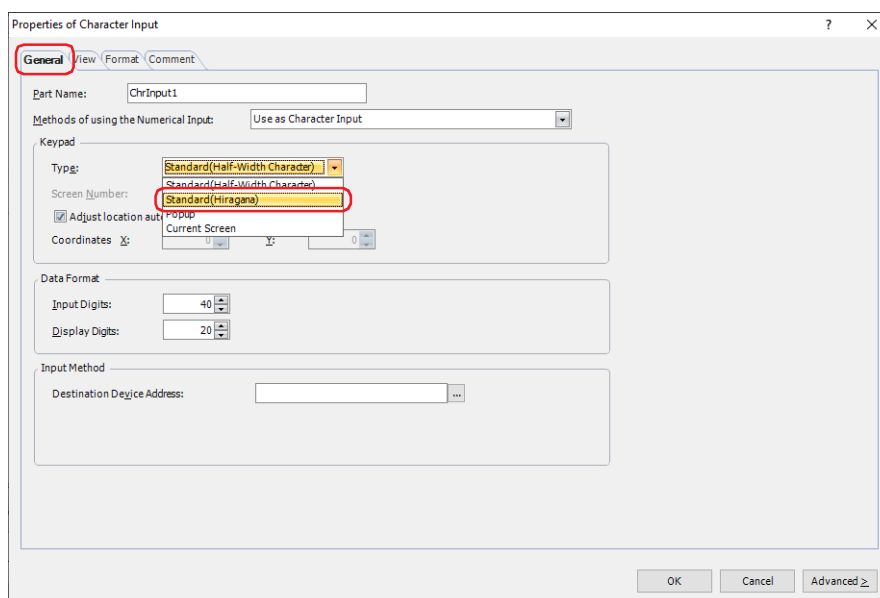 Properties of Character Input ?
General View Format Comment
Part Name: ChrInput1
Methods of using the Numerical Input: Use as Character Input
Keypad
Type: Standard(Half-Width Character)
Standard(Half-Width Character)
Screen Number: Standard(Hiragana)
Adjust location aut Popup
Current Screen
Coordinates X: 0 Y: 0
Data Format
Input Digits: 40
Display Digits: 20
Input Method
Destination Device Address: ...
OK Cancel Advanced >